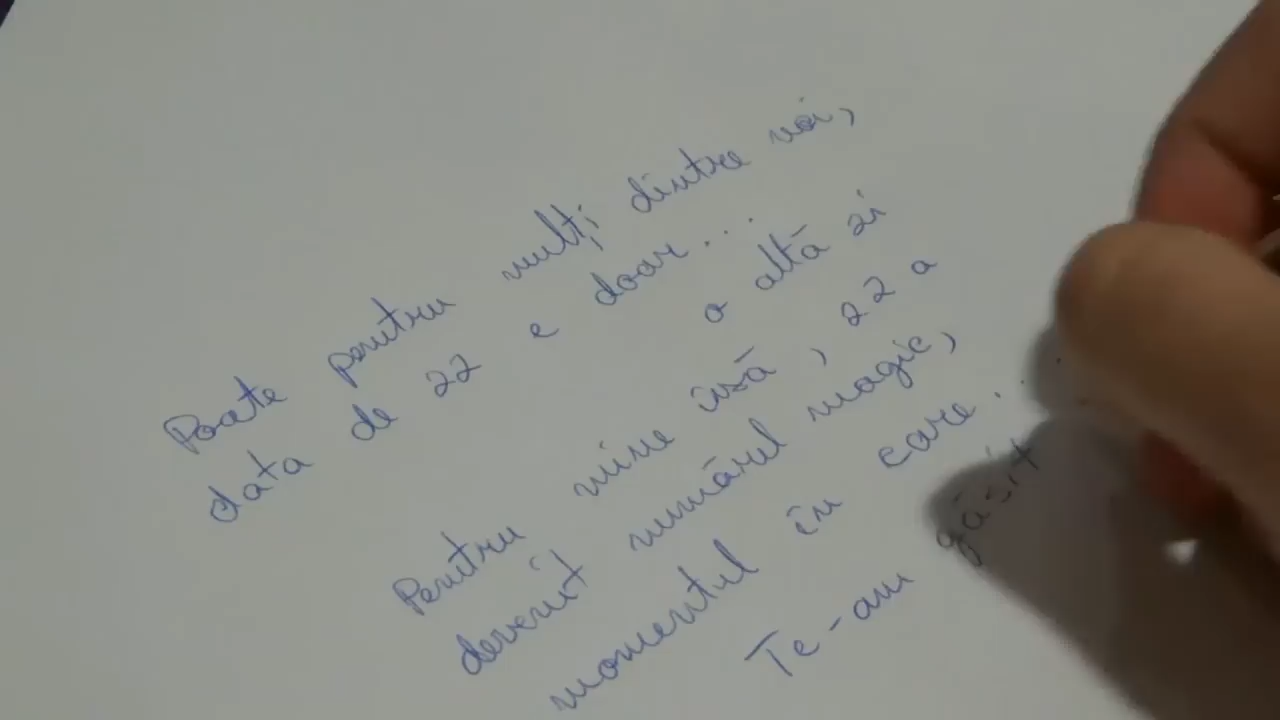 Poate pentru mulți dintre noi,
data de 22 e doar...
o altă zi
Pentru mine însă, 22 a
devenit numărul magic,
momentul în care...
Te-am găsit